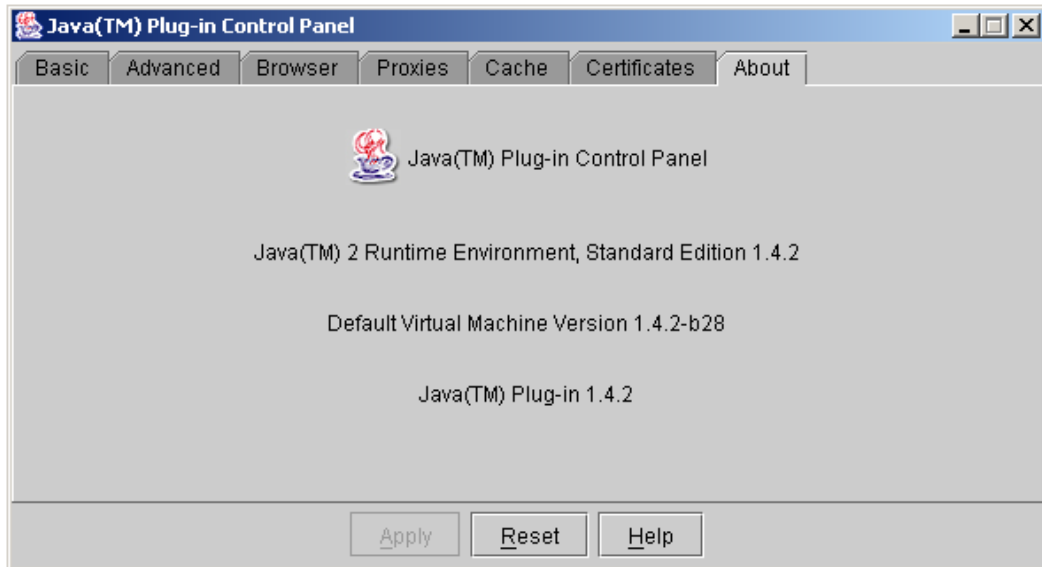 Java(TM) Plug-in Control Panel
Basic Advanced Browser Proxies Cache Certificates About
Java(TM) Plug-in Control Panel
Java(TM) 2 Runtime Environment, Standard Edition 1.4.2
Default Virtual Machine Version 1.4.2-b28
Java(TM) Plug-in 1.4.2
Apply Reset Help